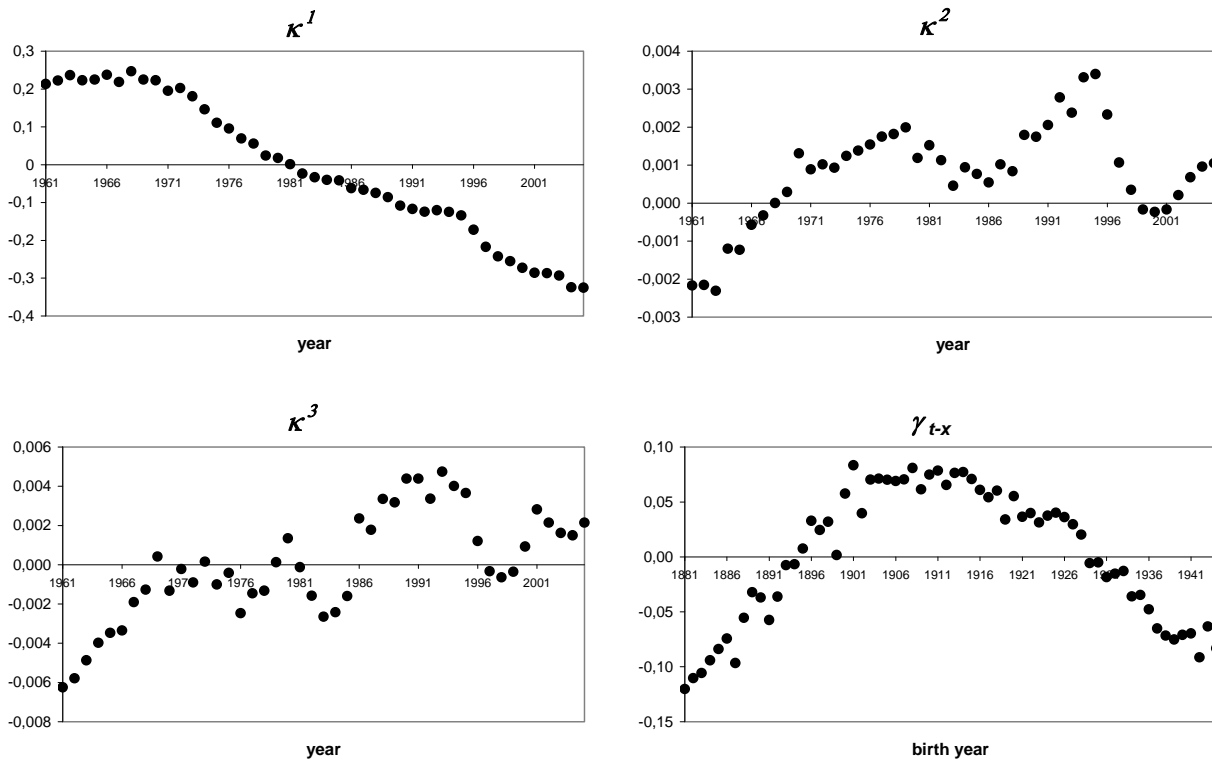 κ¹
0,3
0,2
0,1
0
-0,1
-0,2
-0,3
-0,4
1961 1966 1971 1976 1981 1986 1991 1996 2001
year
κ²
0,004
0,003
0,002
0,001
0,000
-0,001
-0,002
-0,003
1961 1966 1971 1976 1981 1986 1991 1996 2001
year
κ³
0,006
0,004
0,002
0,000
-0,002
-0,004
-0,006
-0,008
1961 1966 1971 1976 1981 1986 1991 1996 2001
year
γ t-x
0,10
0,05
0,00
-0,05
-0,10
-0,15
1881 1886 1891 1896 1901 1906 1911 1916 1921 1926 1931 1936 1941
birth year